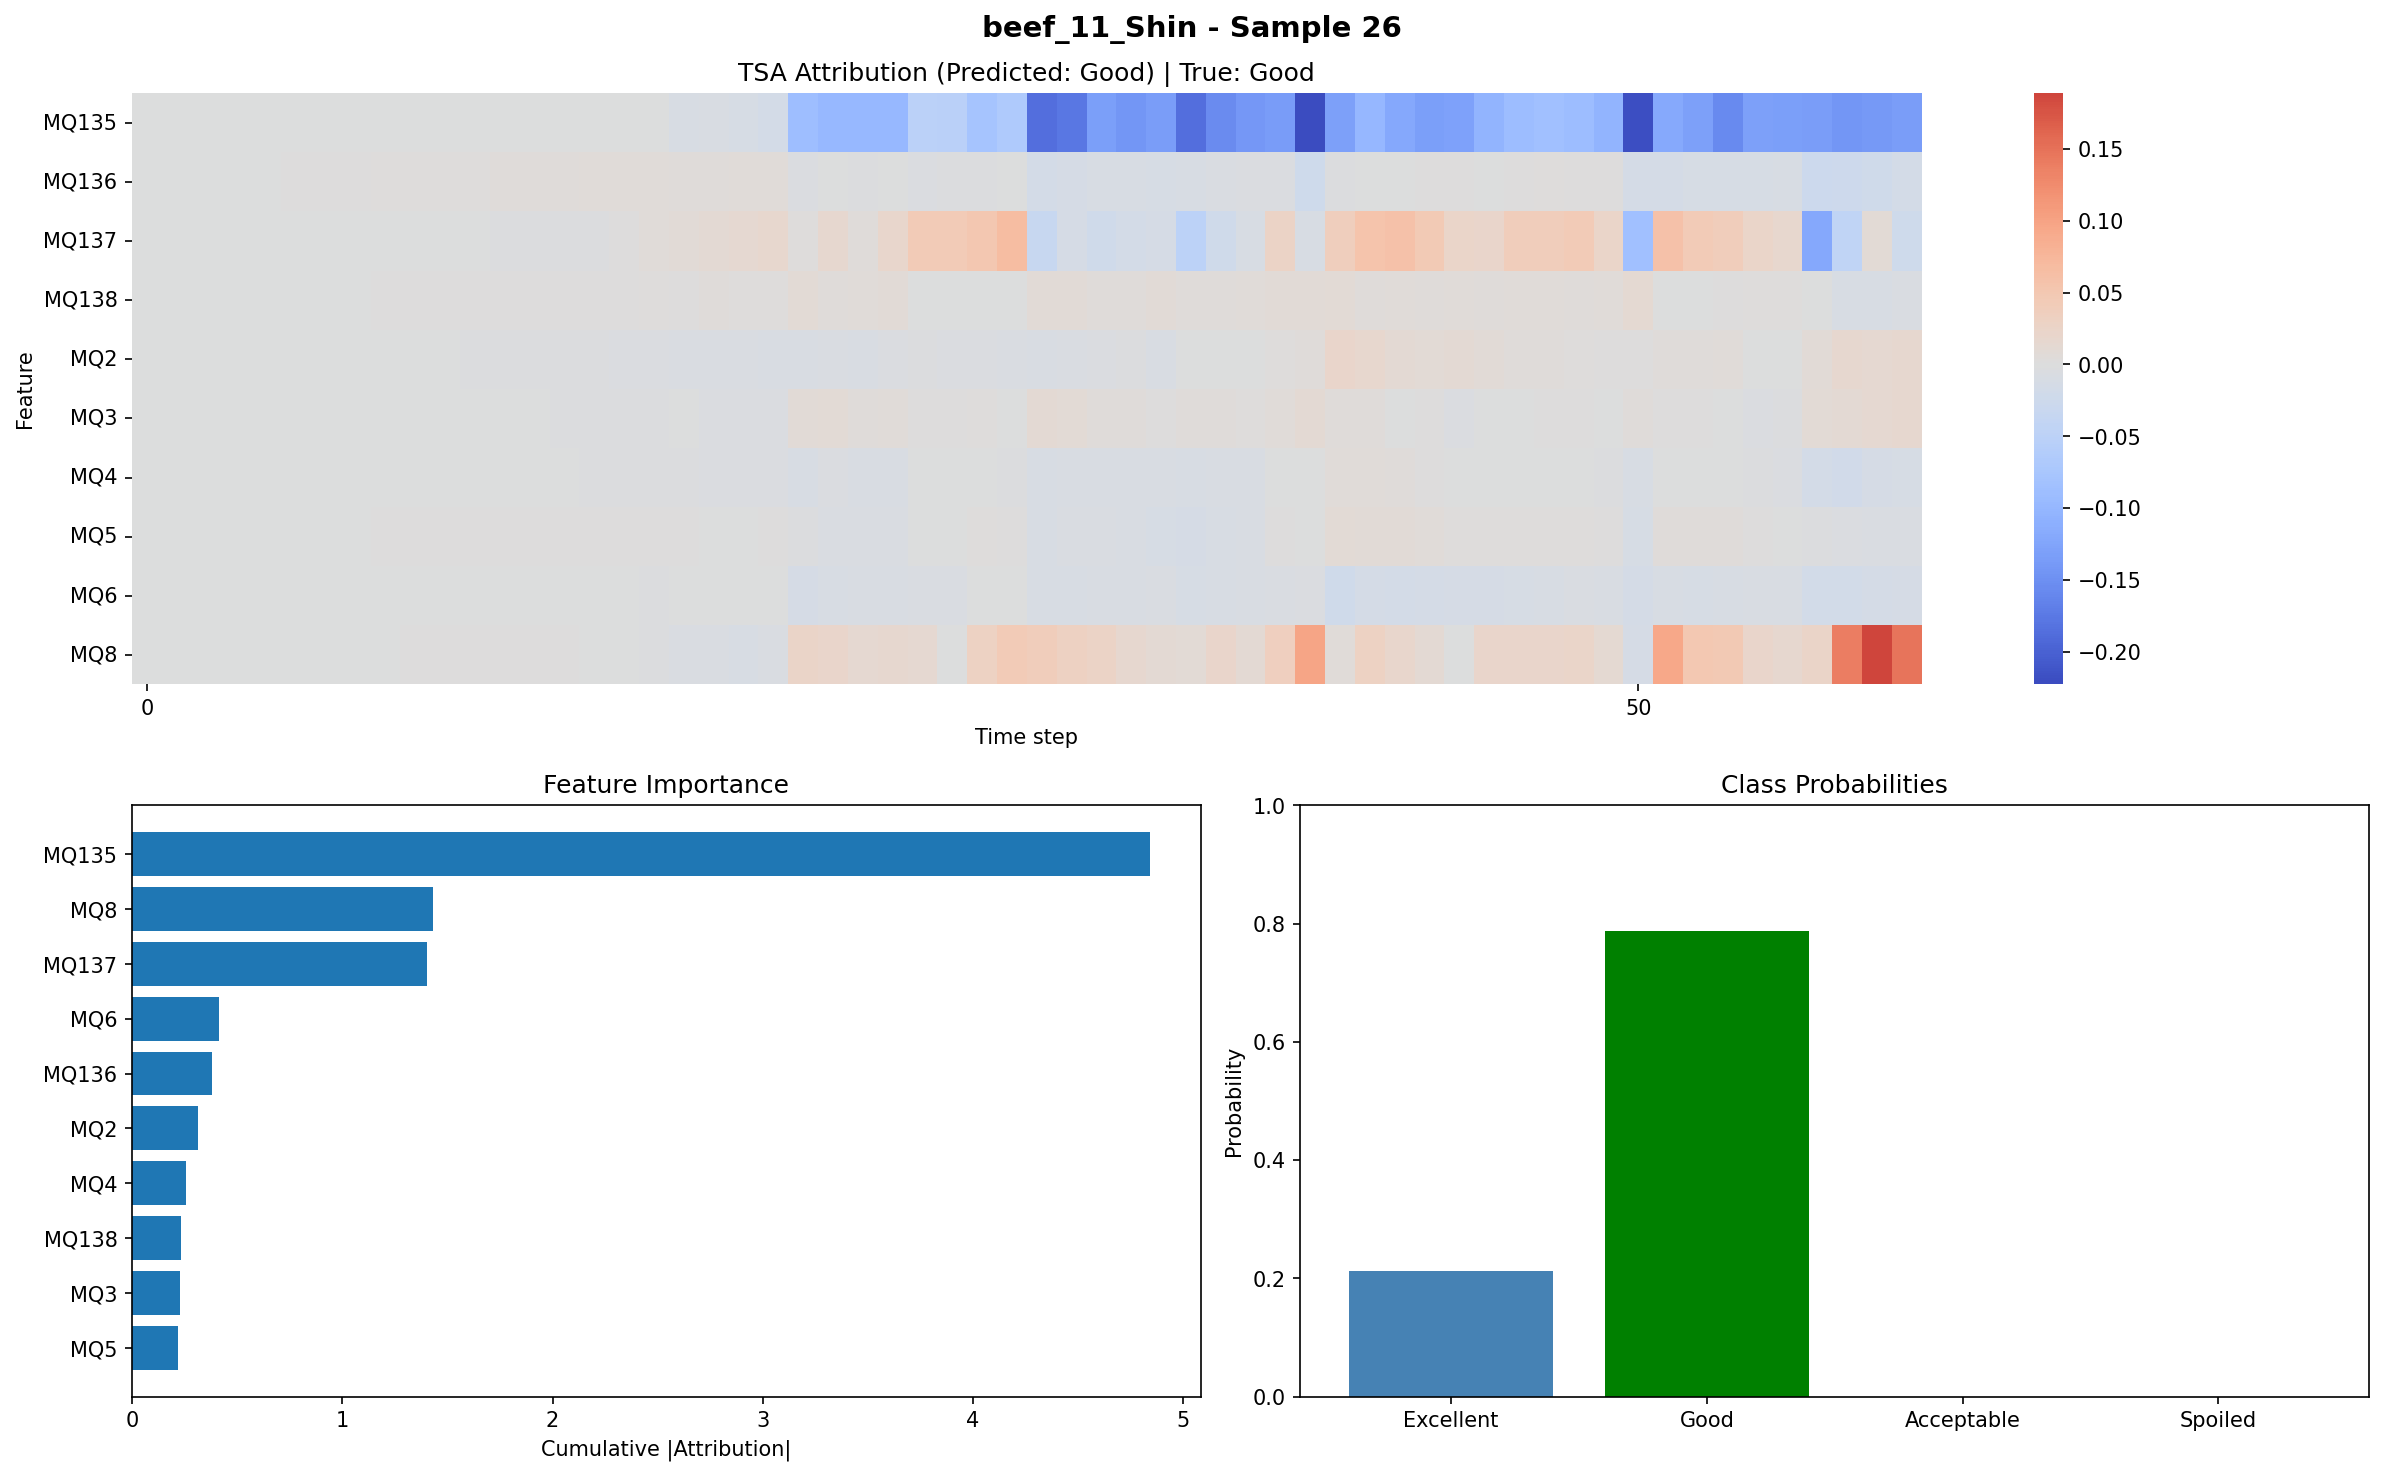 beef_11_Shin - Sample 26
TSA Attribution (Predicted: Good) | True: Good
MQ135
MQ136
MQ137
MQ138
MQ2
MQ3
MQ4
MQ5
MQ6
MQ8
Feature
0
50
Time step
0.15
0.10
0.05
0.00
−0.05
−0.10
−0.15
−0.20
Feature Importance
MQ135
MQ8
MQ137
MQ6
MQ136
MQ2
MQ4
MQ138
MQ3
MQ5
0
1
2
3
4
5
Cumulative |Attribution|
Class Probabilities
Probability
1.0
0.8
0.6
0.4
0.2
0.0
Excellent
Good
Acceptable
Spoiled